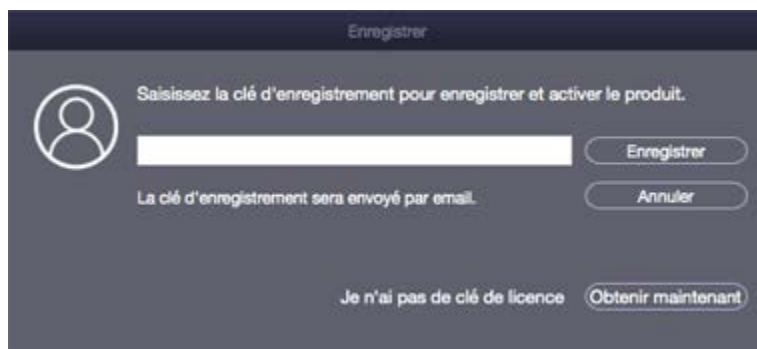 Enregistrer
Saisissez la clé d'enregistrement pour enregistrer et activer le produit.
Enregistrer
La clé d'enregistrement sera envoyé par email.
Annuler
Je n'ai pas de clé de licence
Obtenir maintenant